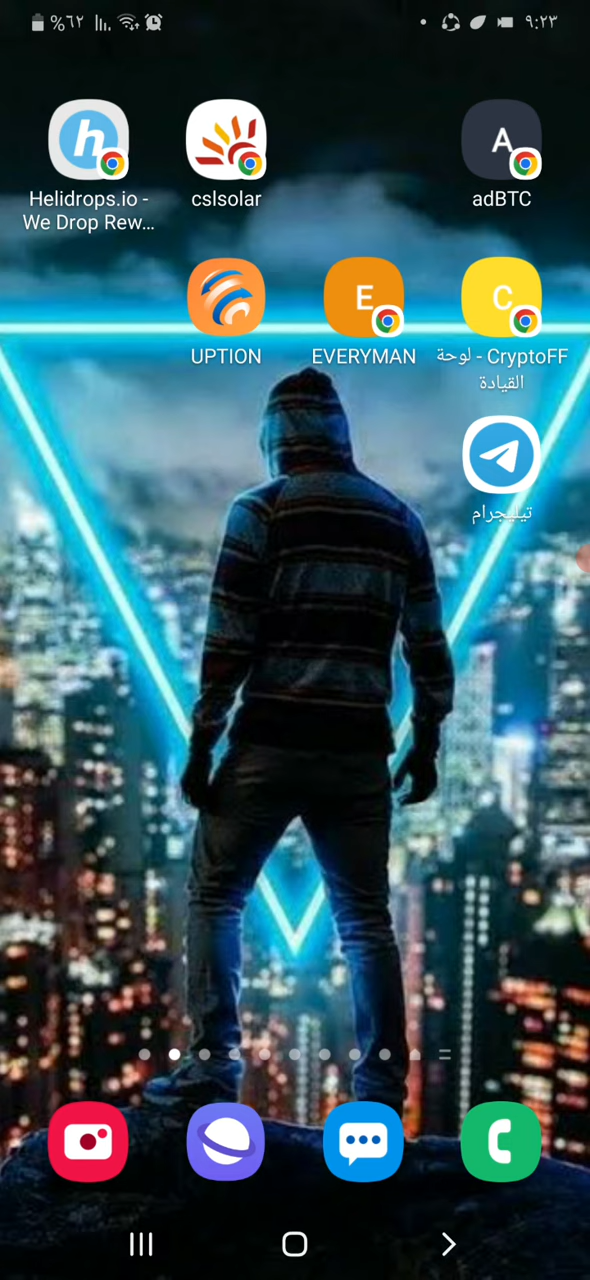 %٦٢
٩:٢٣
h
Helidrops.io -
We Drop Rew...
cslsolar
A
adBTC
UPTION
E
EVERYMAN
C
CryptoFF - لوحة
القيادة
تيليجرام